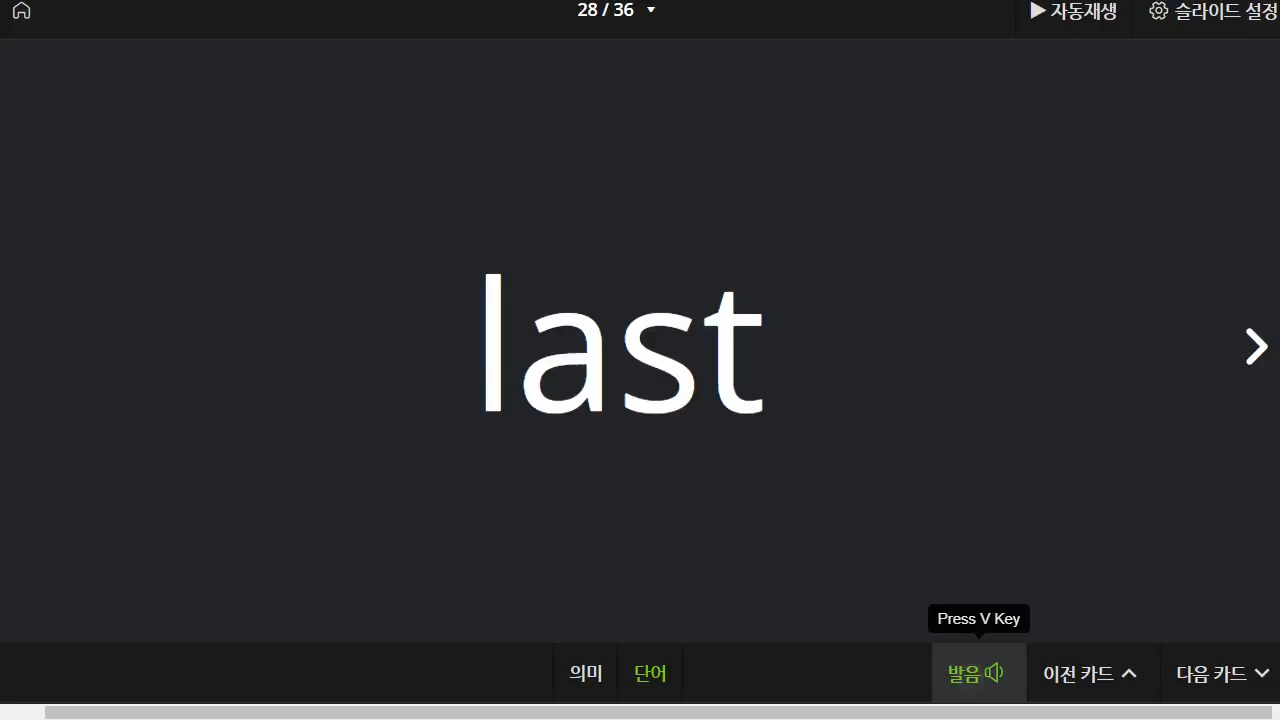 28 / 36
자동재생
슬라이드 설정
last
Press V Key
의미
단어
발음
이전 카드
다음 카드